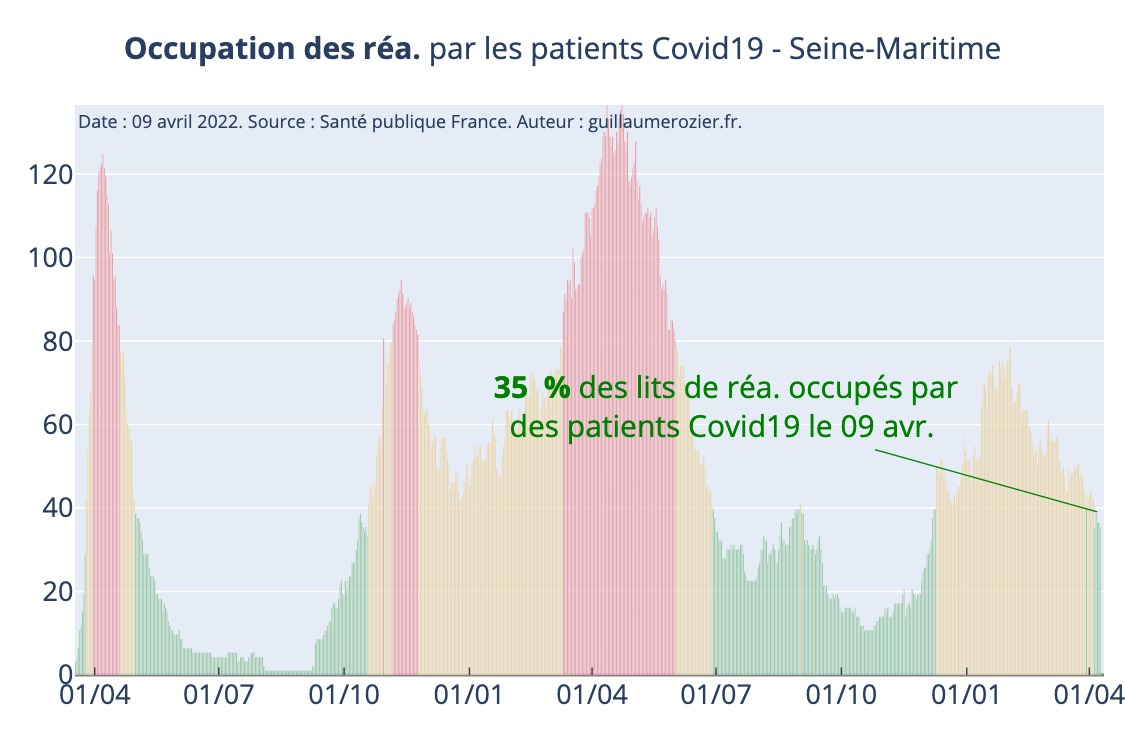 Occupation des réa. par les patients Covid19 - Seine-Maritime
Date : 09 avril 2022. Source : Santé publique France. Auteur : guillaumerozier.fr.
120
100
80
35 % des lits de réa. occupés par
des patients Covid19 le 09 avr.
60
40
20
0
01/04 01/07 01/10 01/01 01/04 01/07 01/10 01/01 01/04